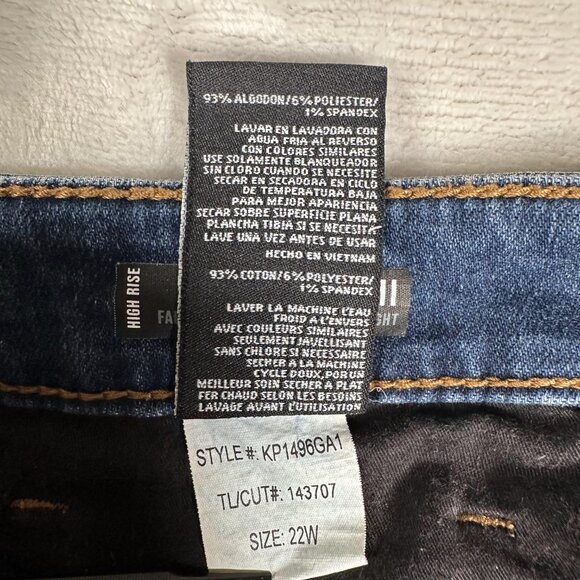 93% ALGODON/6% POLIESTER/
1% SPANDEX
LAVAR EN LAVADORA CON
AGUA FRIA AL REVERSO
CON COLORES SIMILARES
USE SOLAMENTE BLANQUEADOR
SIN CLORO CUANDO SE NECESITE
SECAR EN SECADORA EN CICLO
DE TEMPERATURA BAJA
PARA MEJOR APARIENCIA
SECAR SOBRE SUPERFICIE PLANA
PLANCHA TIBIA SI SE NECESITA
LAVE UNA VEZ ANTES DE USAR
HECHO EN VIETNAM
93% COTON/6% POLYESTER/
1% SPANDEX
LAVER LA MACHINE L'EAU
FROID A L'ENVERS
AVEC COULEURS SIMILAIRES
SEULEMENT JAVELLISANT
SANS CHLORE SI NÉCESSAIRE
SECHER A LA MACHINE
CYCLE DOUX, POUR UN
MEILLEUR SOIN SECHER A PLAT
FER CHAUD SELON LES BESOINS
LAVAGE AVANT L'UTILISATION
HIGH RISE
FA
GHT
STYLE#: KP1496GA1
TL/CUT#: 143707
SIZE: 22W